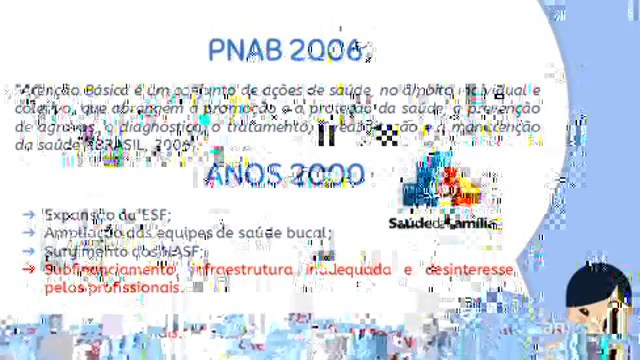 PNAB 2006
"Atenção Básica é um conjunto de ações de saúde, no âmbito individual e
coletivo, que abrangem a promoção e a proteção da saúde, a prevenção
de agravos, o diagnóstico, o tratamento, a reabilitação e a manutenção
da saúde" (BRASIL, 2006)
ANOS 2000
→ Expansão da ESF;
→ Ampliação das equipes de saúde bucal;
→ Surgimento dos NASF;
→ Subfinanciamento, infraestrutura inadequada e desinteresse
pelos profissionais.
Saúde da Família